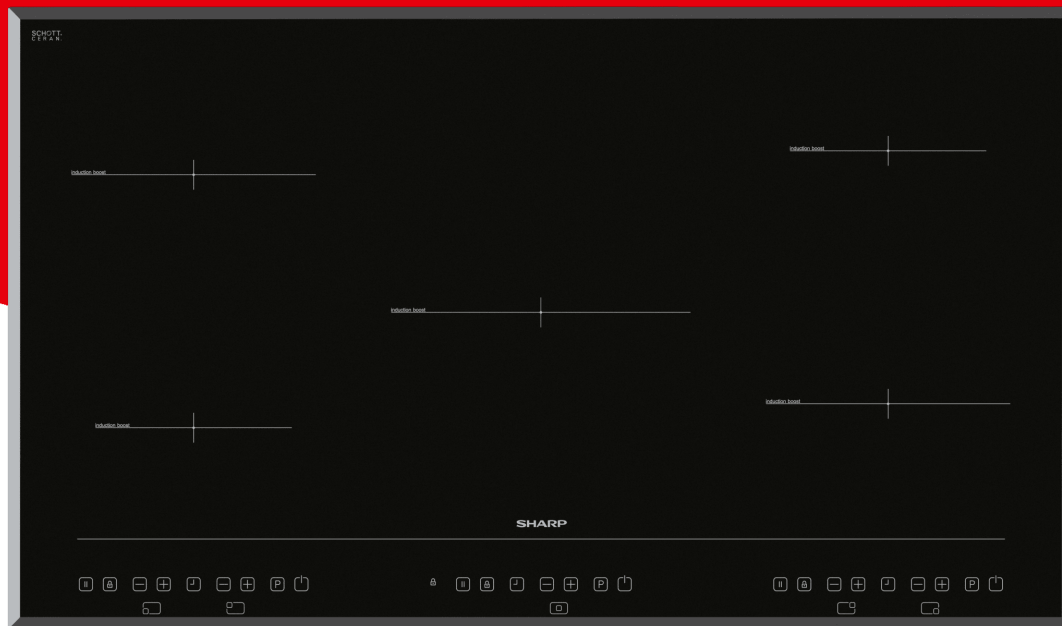 SCHOTT
CERAN.
Induction boost
Induction boost
Induction boost
Induction boost
Induction boost
SHARP
P
P
P